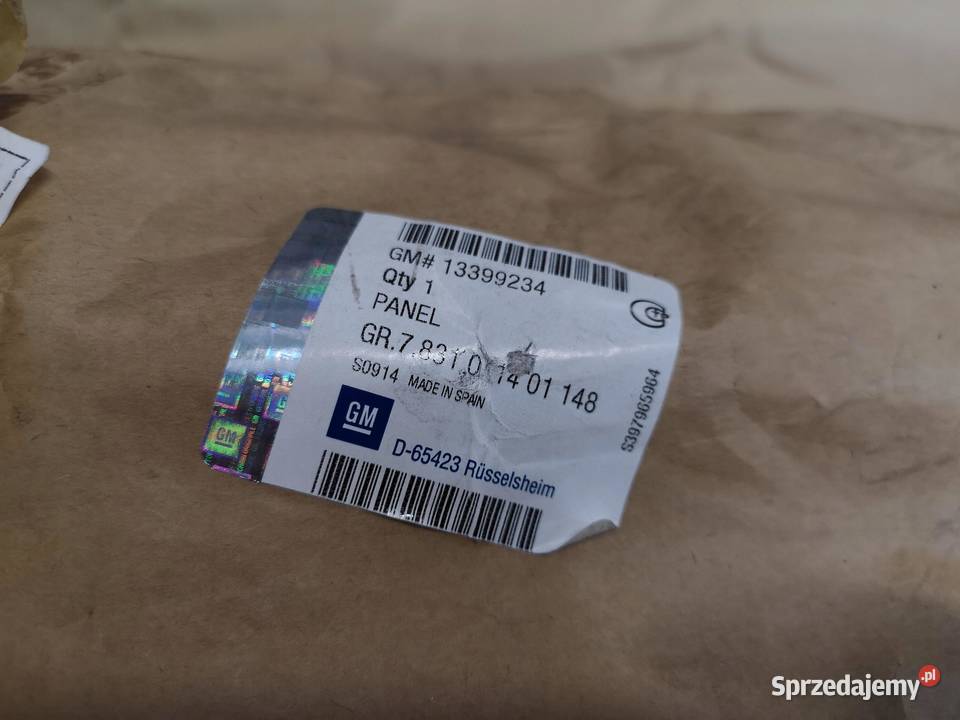 GM# 13399234
Qty 1
PANEL
GR.7.831 0 14 01 148
S0914 MADE IN SPAIN
GM
D-65423 Rüsselsheim
S397965964
GM
Sprzedajemy.pl